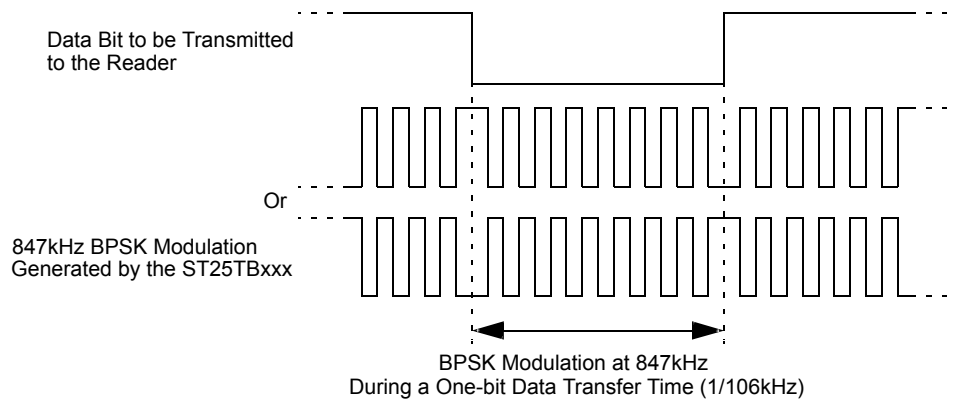 Data Bit to be Transmitted
to the Reader
Or
847kHz BPSK Modulation
Generated by the ST25TBxxx
BPSK Modulation at 847kHz
During a One-bit Data Transfer Time (1/106kHz)